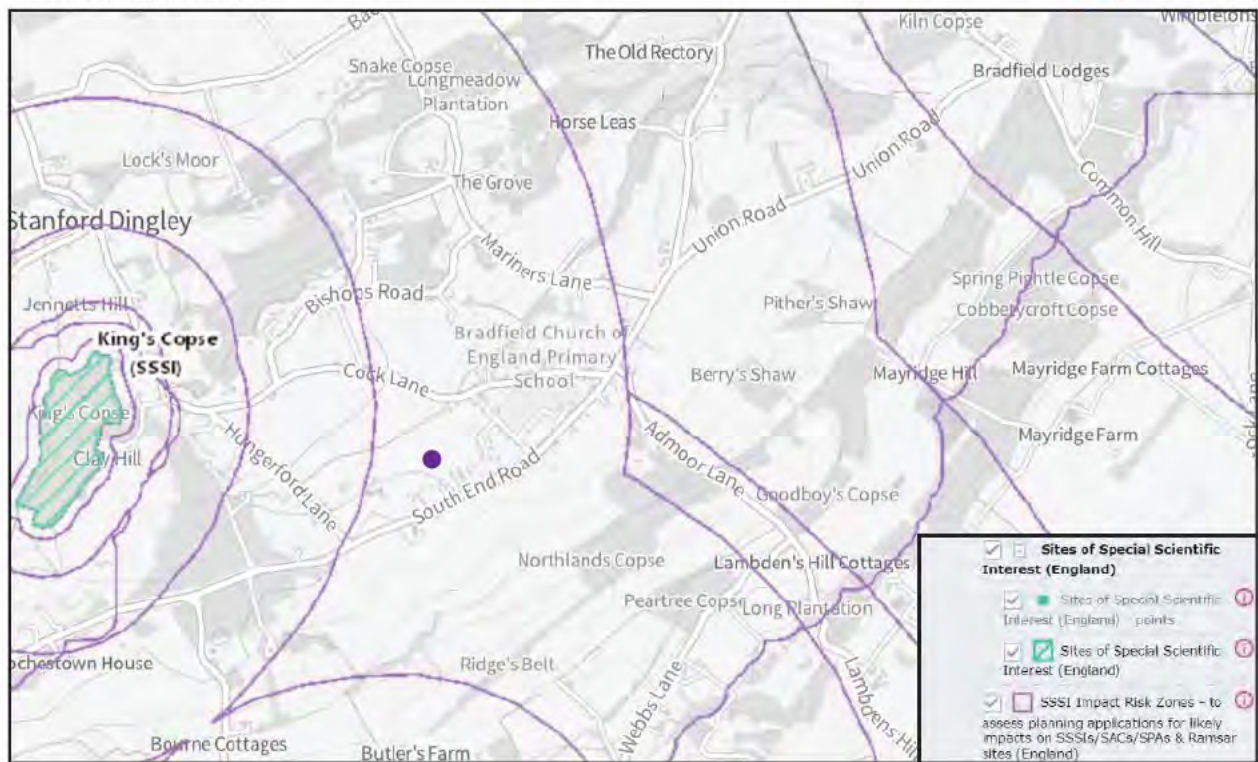 Kiln Copse
Bradfield Lodges
The Old Rectory
Snake Copse
Longmeadow
Plantation
Horse Leas
Union Road
Lock's Moor
The Grove
Common Hill
Stanford Dingley
Union Road
Mariners Lane
Spring Pightle Copse
Cobbetycroft Copse
Jennetts Hill
Bishops Road
Pither's Shaw
King's Copse
(SSSI)
Bradfield Church of
England Primary
School
Cock Lane
Berry's Shaw
Mayridge Hill
Mayridge Farm Cottages
King's Copse
Clay Hill
Hungerford Lane
South End Road
Admoor Lane
Mayridge Farm
Goodboy's Copse
Northlands Copse
Lambden's Hill Cottages
Peartree Copse
Long Plantation
ochestown House
Ridge's Belt
Webbs Lane
Lambdens Hill
Bourne Cottages
Butler's Farm
Sites of Special Scientific
Interest (England)
Sites of Special Scientific
Interest (England) - points
Sites of Special Scientific
Interest (England)
SSSI Impact Risk Zones - to
assess planning applications for likely
impacts on SSSIs/SACs/SPAs & Ramsar
sites (England)